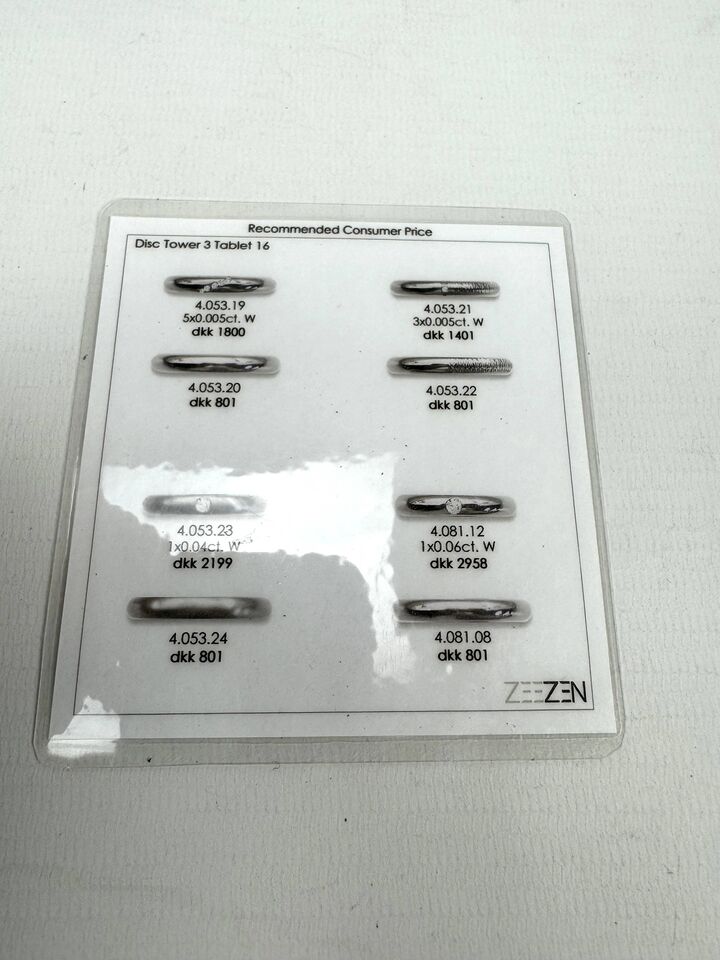 Recommended Consumer Price
Disc Tower 3 Tablet 16
4.053.19
5x0.005ct. W
dkk 1800
4.053.21
3x0.005ct. W
dkk 1401
4.053.20
dkk 801
4.053.22
dkk 801
4.053.23
1x0.04ct. W
dkk 2199
4.081.12
1x0.06ct. W
dkk 2958
4.053.24
dkk 801
4.081.08
dkk 801
ZEEZEN